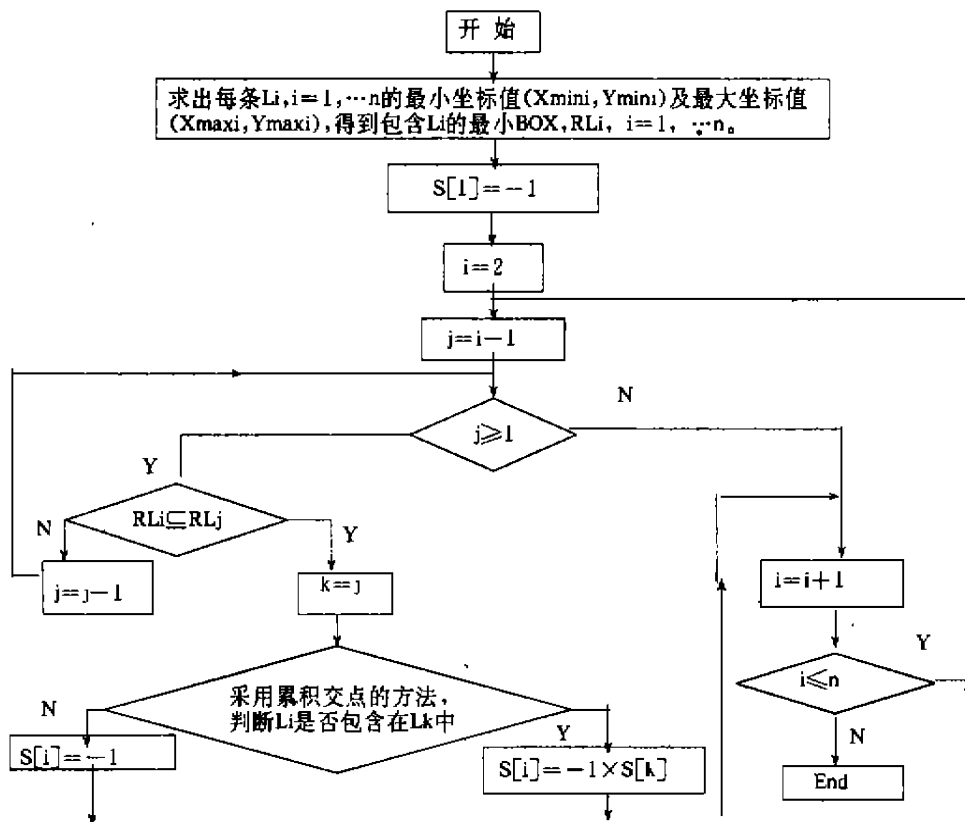 开 始
求出每条Li,i=1,…n的最小坐标值(Xmini,Ymini)及最大坐标值
(Xmaxi,Ymaxi),得到包含Li的最小BOX,RLi, i=1, …n。
S[1]=-1
i=2
j=i-1
N
j⩾1
Y
N
RLi⊆RLj
Y
j=j-1
k=j
i=i+1
Y
N
采用累积交点的方法,
判断Li是否包含在Lk中
i⩽n
S[i]=-1
Y
S[i]=-1×S[k]
N
End